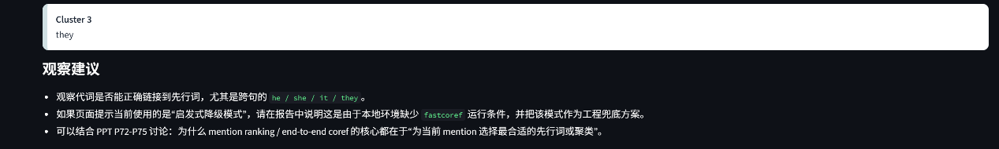 Cluster 3
they
观察建议
• 观察代词是否能正确链接到先行词，尤其是跨句的 he / she / it / they 。
• 如果页面提示当前使用的是“启发式降级模式”，请在报告中说明这是由于本地环境缺少 fastcoref 运行条件，并把该模式作为工程兜底方案。
• 可以结合 PPT P72-P75 讨论：为什么 mention ranking / end-to-end coref 的核心都在于“为当前 mention 选择最合适的先行词或聚类”。